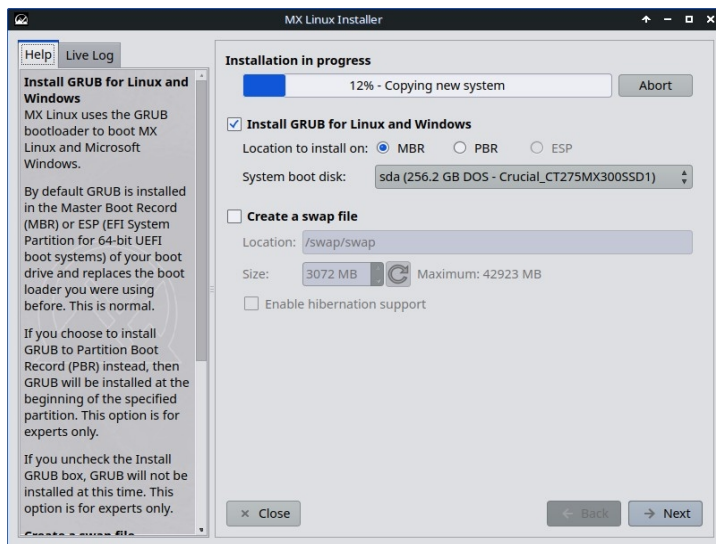 MX Linux Installer
Help
Live Log
Install GRUB for Linux and
Windows
MX Linux uses the GRUB
bootloader to boot MX
Linux and Microsoft
Windows.
By default GRUB is installed
in the Master Boot Record
(MBR) or ESP (EFI System
Partition for 64-bit UEFI
boot systems) of your boot
drive and replaces the boot
loader you were using
before. This is normal.
If you choose to install
GRUB to Partition Boot
Record (PBR) instead, then
GRUB will be installed at the
beginning of the specified
partition. This option is for
experts only.
If you uncheck the Install
GRUB box, GRUB will not be
installed at this time. This
option is for experts only.
Create a swap file
Installation in progress
12% - Copying new system
Abort
Install GRUB for Linux and Windows
Location to install on: MBR PBR ESP
System boot disk: sda (256.2 GB DOS - Crucial_CT275MX300SSD1)
Create a swap file
Location: /swap/swap
Size: 3072 MB Maximum: 42923 MB
Enable hibernation support
Close
Back
Next